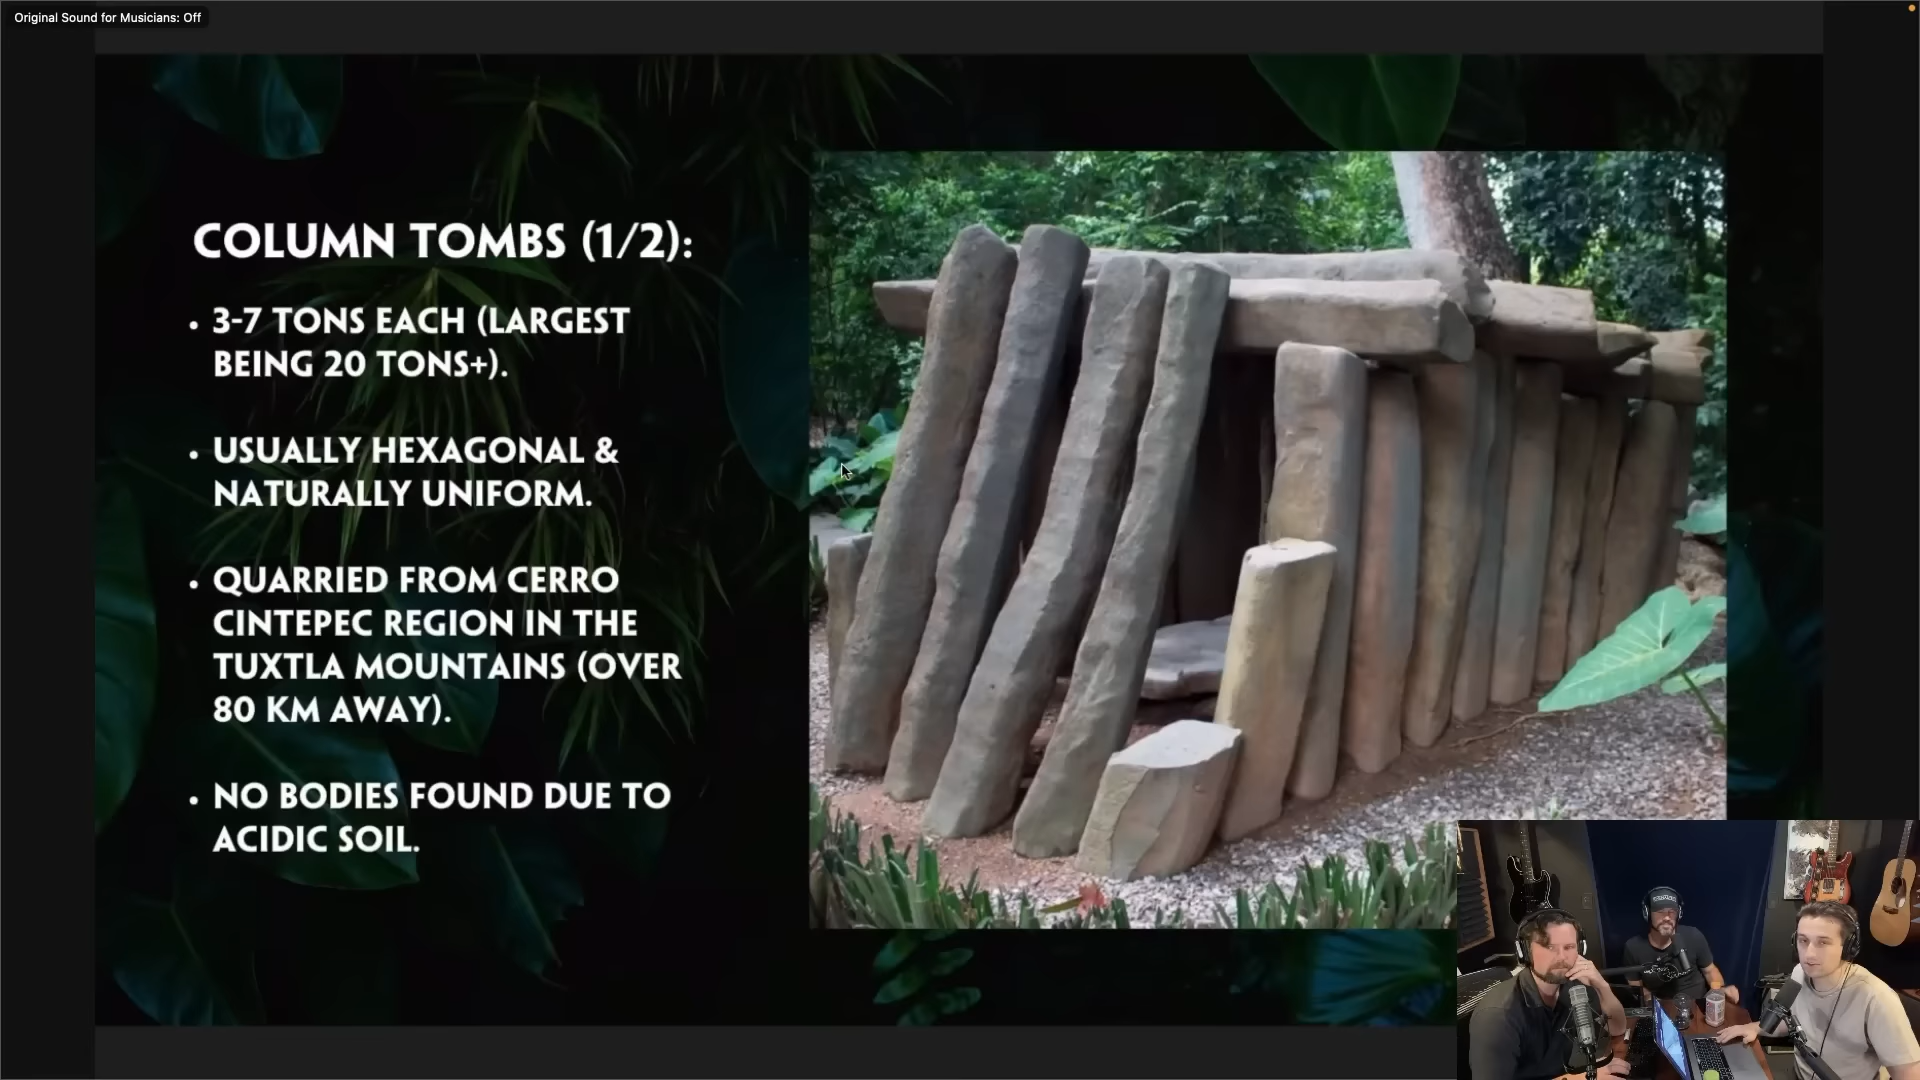 Original Sound for Musicians: Off
COLUMN TOMBS (1/2):
• 3-7 TONS EACH (LARGEST
BEING 20 TONS+).
• USUALLY HEXAGONAL &
NATURALLY UNIFORM.
• QUARRIED FROM CERRO
CINTEPEC REGION IN THE
TUXTLA MOUNTAINS (OVER
80 KM AWAY).
• NO BODIES FOUND DUE TO
ACIDIC SOIL.